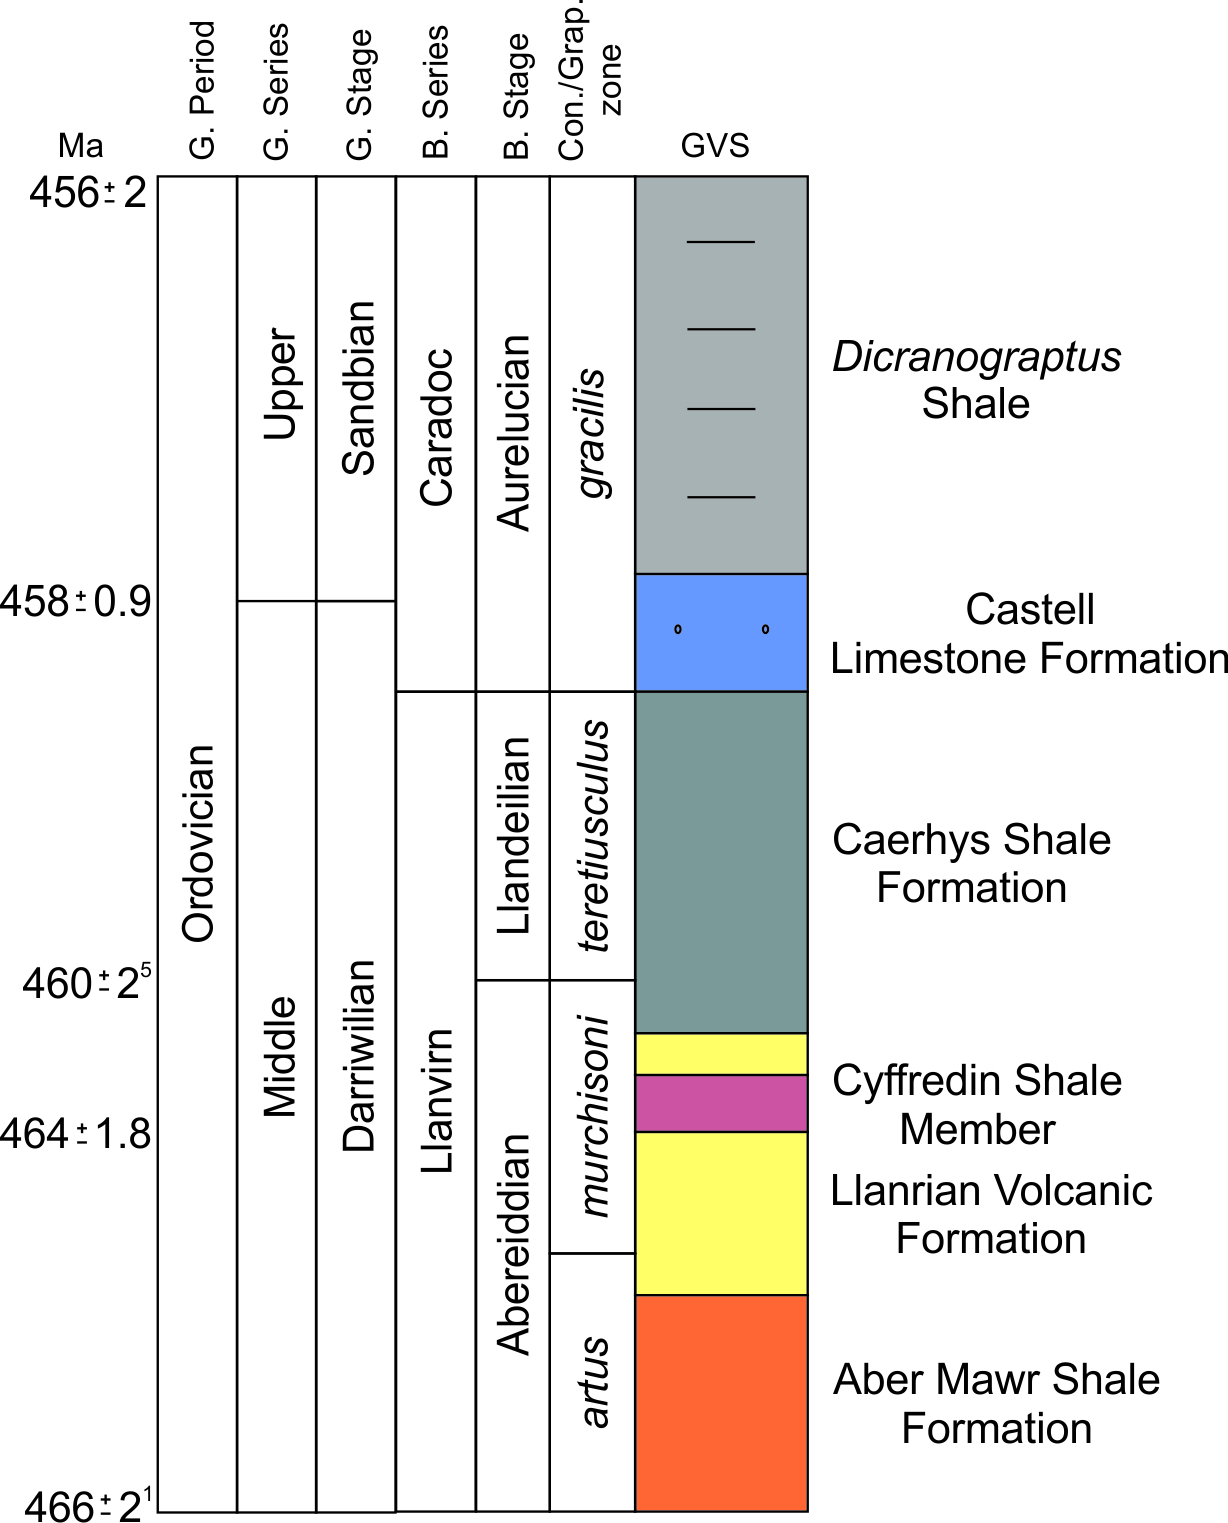 G. Period
G. Series
G. Stage
B. Series
B. Stage
Con./Grap.
zone
Ma
GVS
456 ± 2
458 ± 0.9
460 ± 2⁵
464 ± 1.8
466 ± 2¹
Ordovician
Upper
Middle
Sandbian
Darriwilian
Caradoc
Llanvirn
Aurelucian
Llandeilian
Abereiddian
gracilis
teretiusculus
murchisoni
artus
Dicranograptus
Shale
Castell
Limestone Formation
Caerhys Shale
Formation
Cyffredin Shale
Member
Llanrian Volcanic
Formation
Aber Mawr Shale
Formation